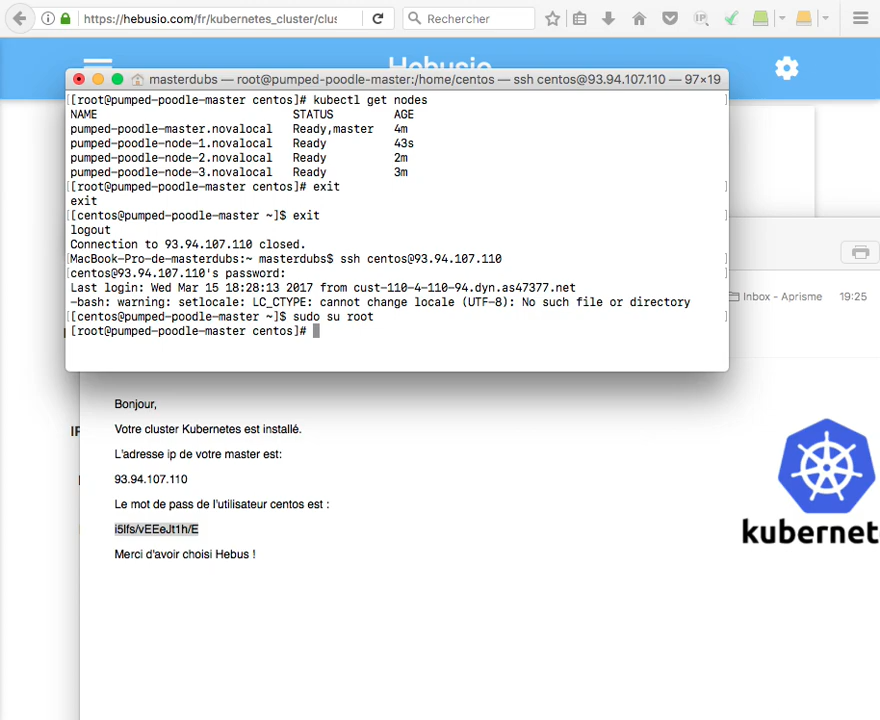 https://hebusio.com/fr/kubernetes_cluster/clus
Rechercher
Hebusio
masterdubs — root@pumped-poodle-master:/home/centos — ssh centos@93.94.107.110 — 97×19
[[root@pumped-poodle-master centos]# kubectl get nodes ]
NAME STATUS AGE
pumped-poodle-master.novalocal Ready,master 4m
pumped-poodle-node-1.novalocal Ready 43s
pumped-poodle-node-2.novalocal Ready 2m
pumped-poodle-node-3.novalocal Ready 3m
[[root@pumped-poodle-master centos]# exit ]
exit
[[centos@pumped-poodle-master ~]$ exit ]
logout
Connection to 93.94.107.110 closed.
[MacBook-Pro-de-masterdubs:~ masterdubs$ ssh centos@93.94.107.110 ]
[centos@93.94.107.110's password: ]
Last login: Wed Mar 15 18:28:13 2017 from cust-110-4-110-94.dyn.as47377.net
-bash: warning: setlocale: LC_CTYPE: cannot change locale (UTF-8): No such file or directory
[[centos@pumped-poodle-master ~]$ sudo su root ]
[root@pumped-poodle-master centos]#
Inbox - Aprisme 19:25
Bonjour,
Votre cluster Kubernetes est installé.
IP
L'adresse ip de votre master est:
93.94.107.110
Le mot de pass de l'utilisateur centos est :
i5lfs/vEEeJt1h/E
Merci d'avoir choisi Hebus !
kubernet